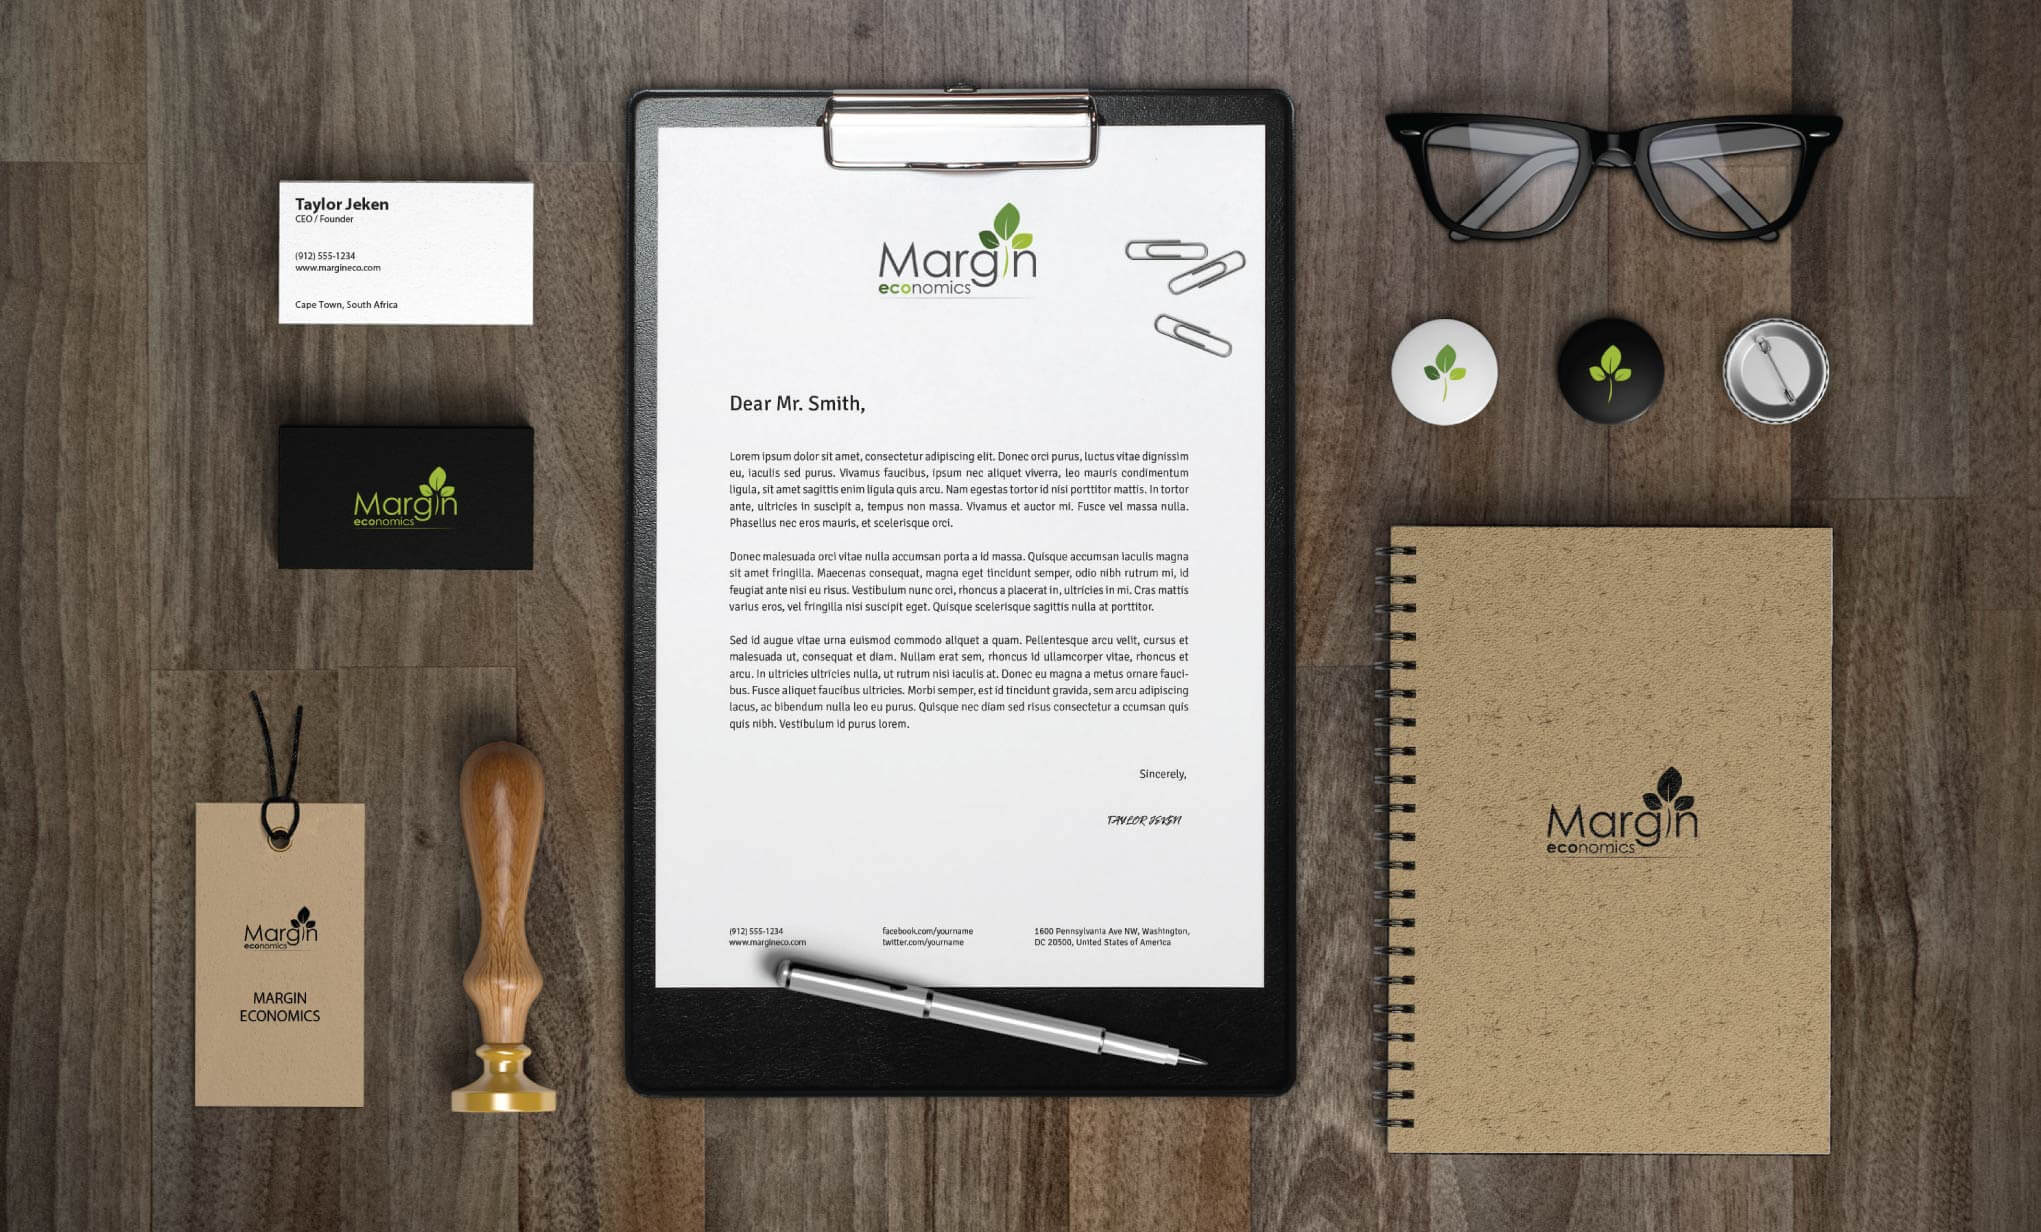 Taylor Jeken
CEO / Founder
(912) 555-1234
www.margineco.com
Cape Town, South Africa
Margin
economics
Margin
economics
MARGIN
ECONOMICS
Margin
economics
Dear Mr. Smith,
Lorem ipsum dolor sit amet, consectetur adipiscing elit. Donec orci purus, luctus vitae dignissim
eu, iaculis sed purus. Vivamus faucibus, ipsum nec aliquet viverra, leo mauris condimentum
ligula, sit amet sagittis enim ligula quis arcu. Nam egestas tortor id nisi porttitor mattis. In tortor
ante, ultricies in suscipit a, tempus non massa. Vivamus et auctor mi. Fusce vel massa nulla.
Phasellus nec eros mauris, et scelerisque orci.
Donec malesuada orci vitae nulla accumsan porta a id massa. Quisque accumsan iaculis magna
sit amet fringilla. Maecenas consequat, magna eget tincidunt semper, odio nibh rutrum mi, id
feugiat ante nisi eu risus. Vestibulum nunc orci, rhoncus a placerat in, ultricies in mi. Cras mattis
varius eros, vel fringilla nisi suscipit eget. Quisque scelerisque sagittis nulla at porttitor.
Sed id augue vitae urna euismod commodo aliquet a quam. Pellentesque arcu velit, cursus et
malesuada ut, consequat et diam. Nullam erat sem, rhoncus id ullamcorper vitae, rhoncus et
arcu. In ultricies ultricies nulla, ut rutrum nisi iaculis at. Donec eu magna a metus ornare fauci-
bus. Fusce aliquet faucibus ultricies. Morbi semper, est id tincidunt gravida, sem arcu adipiscing
lacus, ac bibendum nulla leo eu purus. Quisque nec diam sed risus consectetur a ccumsan quis
quis nibh. Vestibulum id purus lorem.
Sincerely,
TAYLOR JEKEN
(912) 555-1234
www.margineco.com
facebook.com/yourname
twitter.com/yourname
1600 Pennsylvania Ave NW, Washington,
DC 20500, United States of America
Margin
economics